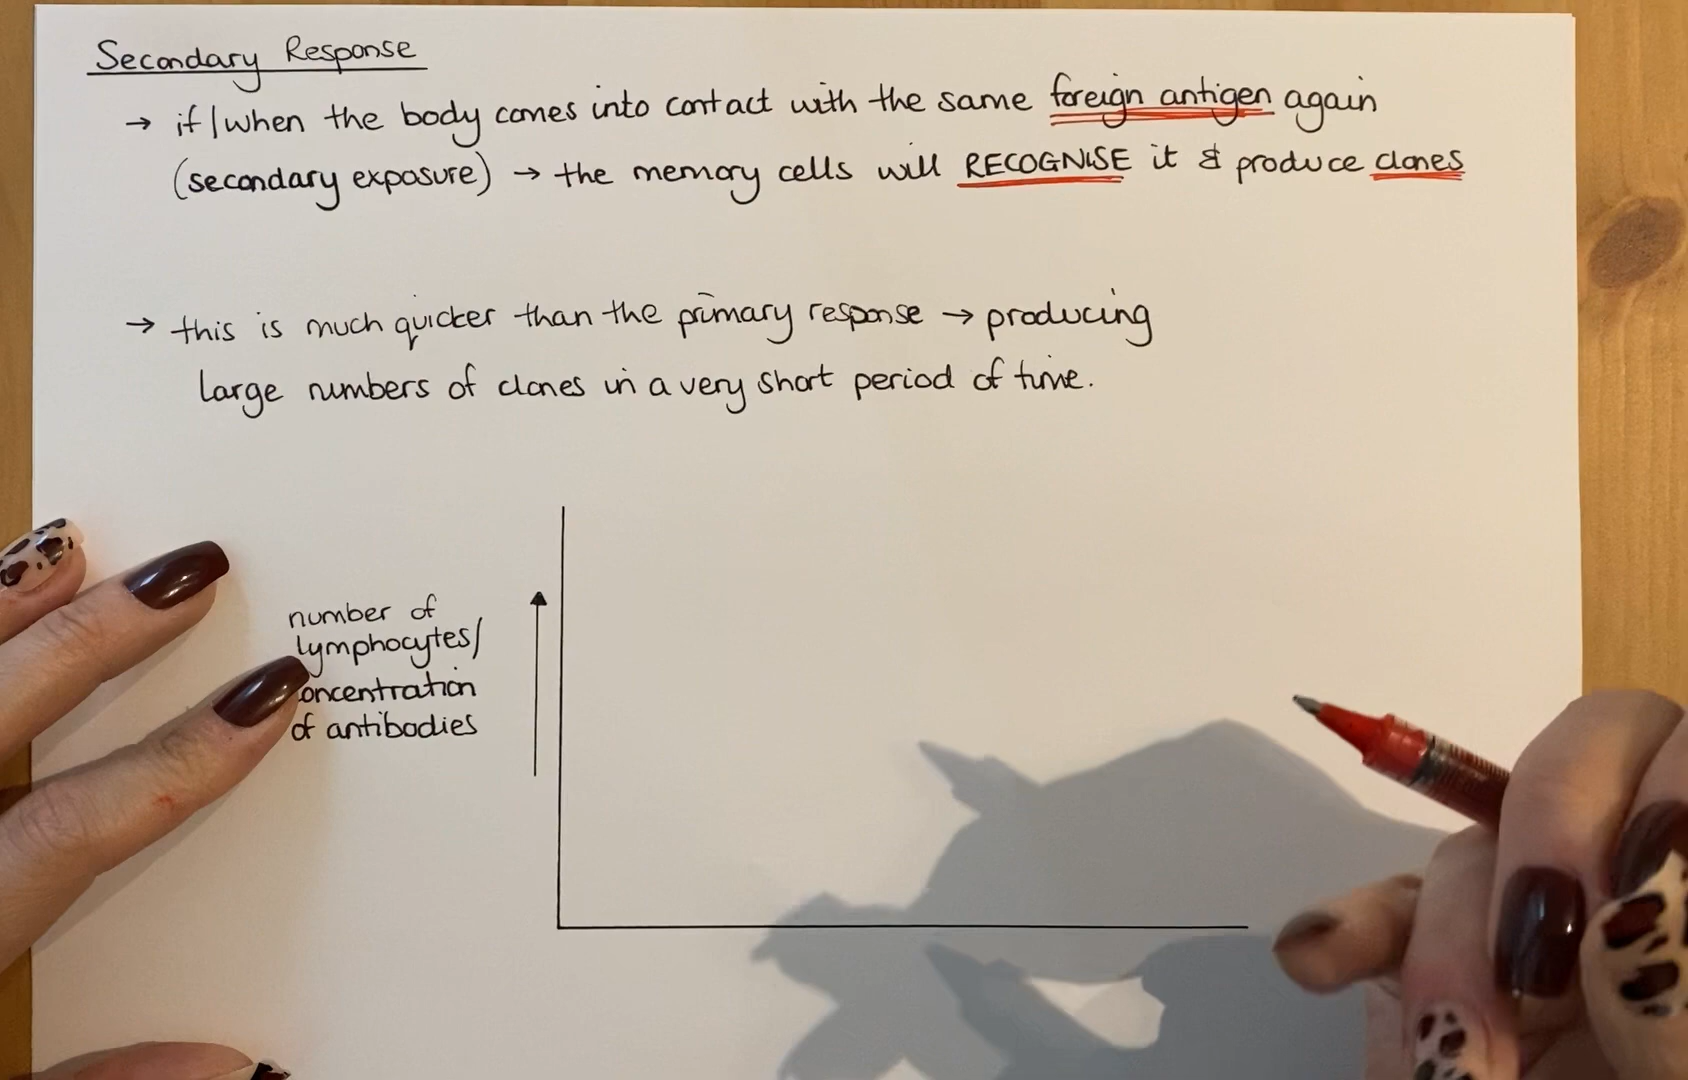 Secondary Response
→ if/when the body comes into contact with the same foreign antigen again
(secondary exposure) → the memory cells will RECOGNISE it & produce clones
→ this is much quicker than the primary response → producing
large numbers of clones in a very short period of time.
number of
lymphocytes/
oncentration
of antibodies